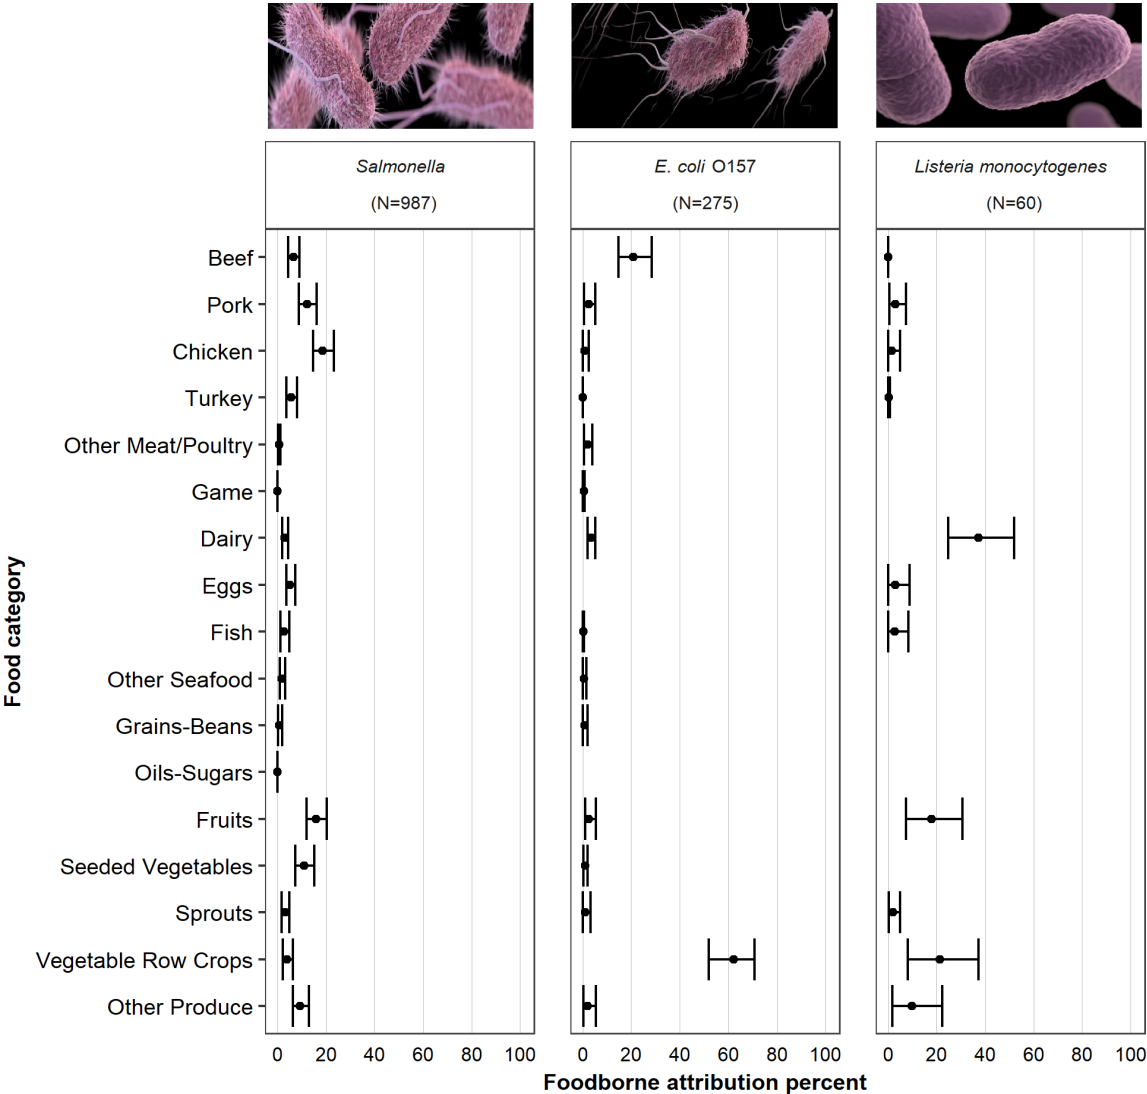 Salmonella
(N=987)
E. coli O157
(N=275)
Listeria monocytogenes
(N=60)
Food category
Beef
Pork
Chicken
Turkey
Other Meat/Poultry
Game
Dairy
Eggs
Fish
Other Seafood
Grains-Beans
Oils-Sugars
Fruits
Seeded Vegetables
Sprouts
Vegetable Row Crops
Other Produce
0 20 40 60 80 100
0 20 40 60 80 100
0 20 40 60 80 100
Foodborne attribution percent